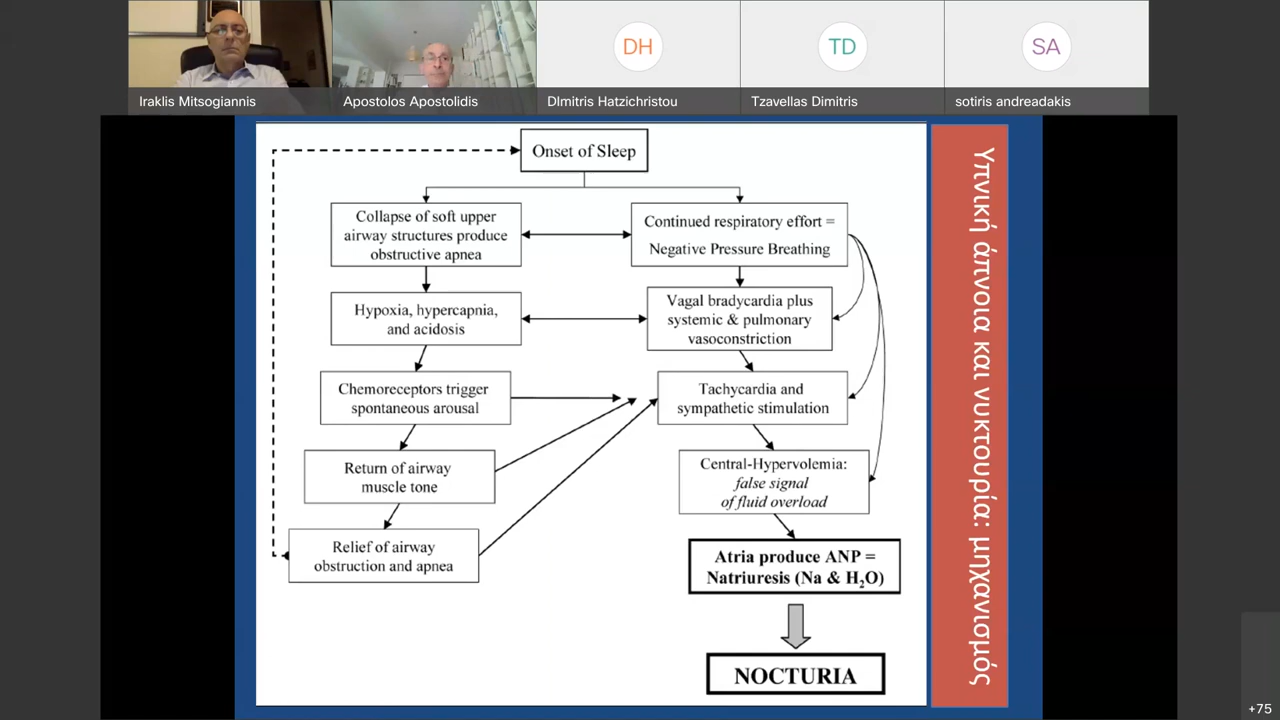 DH
TD
SA
Iraklis Mitsogiannis
Apostolos Apostolidis
DImitris Hatzichristou
Tzavellas Dimitris
sotiris andreadakis
Onset of Sleep
Collapse of soft upper
airway structures produce
obstructive apnea
Continued respiratory effort =
Negative Pressure Breathing
Hypoxia, hypercapnia,
and acidosis
Vagal bradycardia plus
systemic & pulmonary
vasoconstriction
Chemoreceptors trigger
spontaneous arousal
Tachycardia and
sympathetic stimulation
Return of airway
muscle tone
Central-Hypervolemia:
false signal
of fluid overload
Relief of airway
obstruction and apnea
Atria produce ANP =
Natriuresis (Na & H₂O)
NOCTURIA
Υπνική άπνοια και νυκτουρία: μηχανισμός
+75